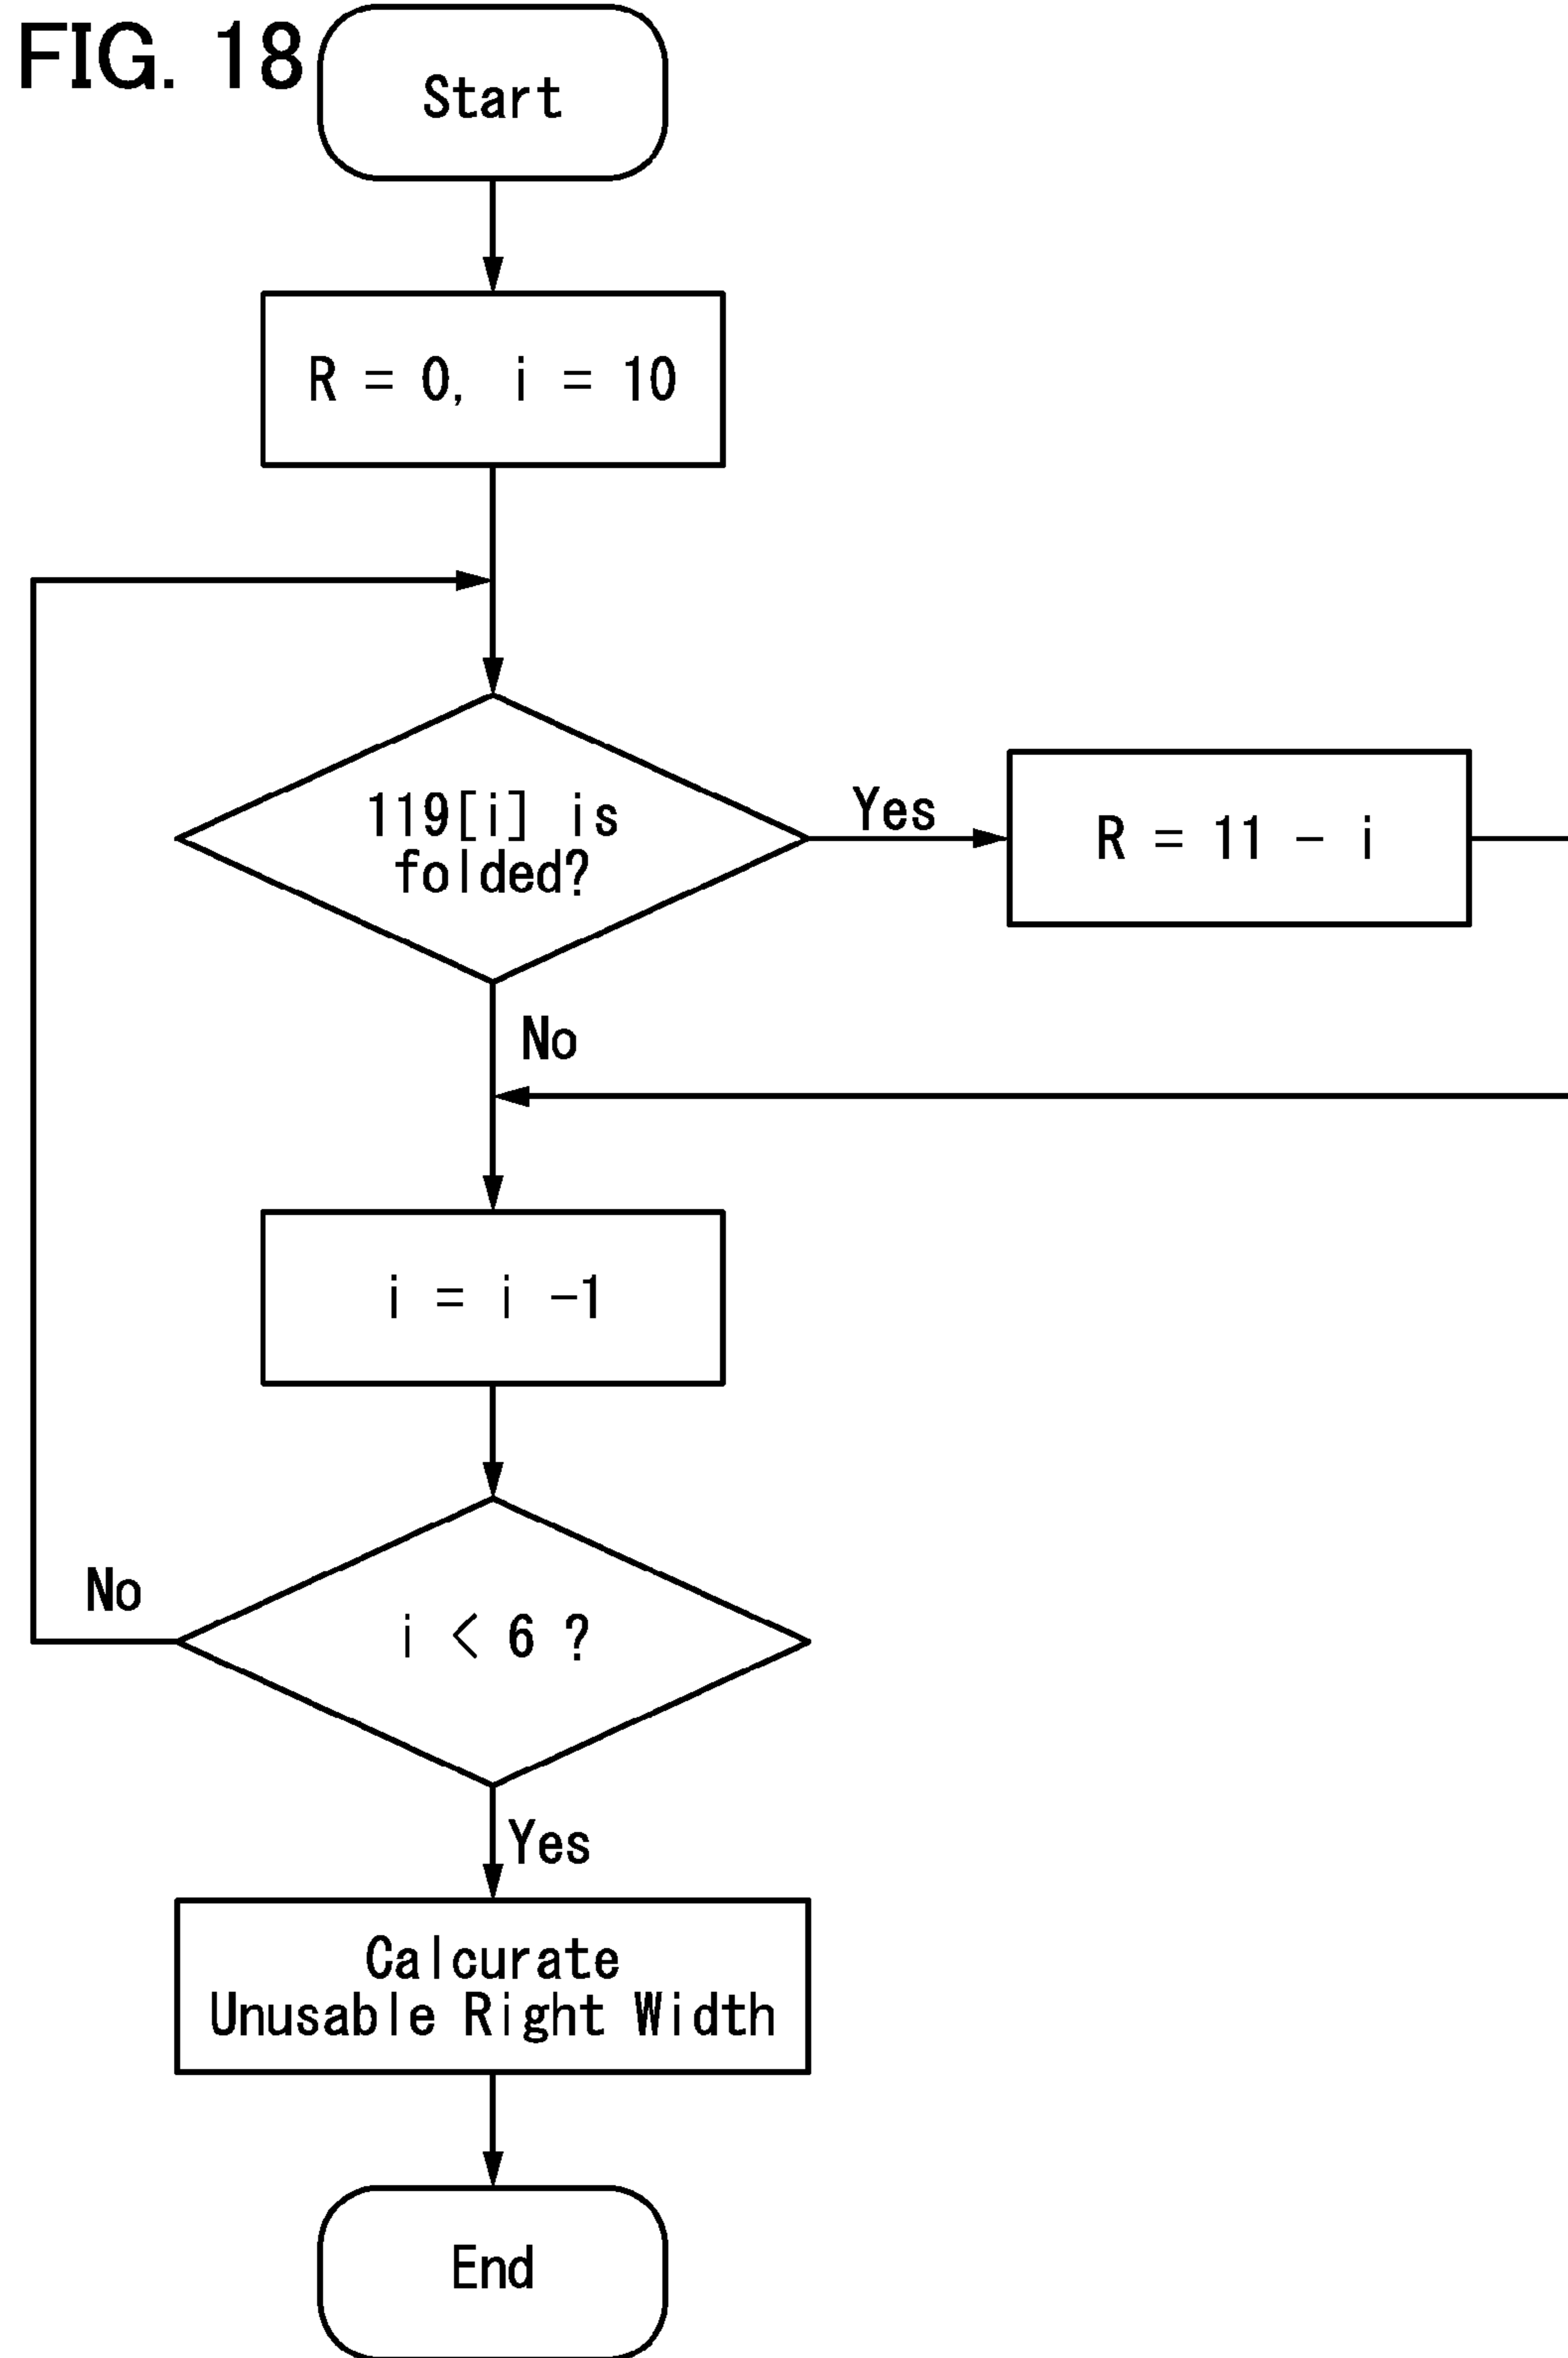 FIG. 18
Start
R = 0, i = 10
119[i] is
folded?
Yes
R = 11 - i
No
i = i -1
No
i < 6 ?
Yes
Calcurate
Unusable Right Width
End